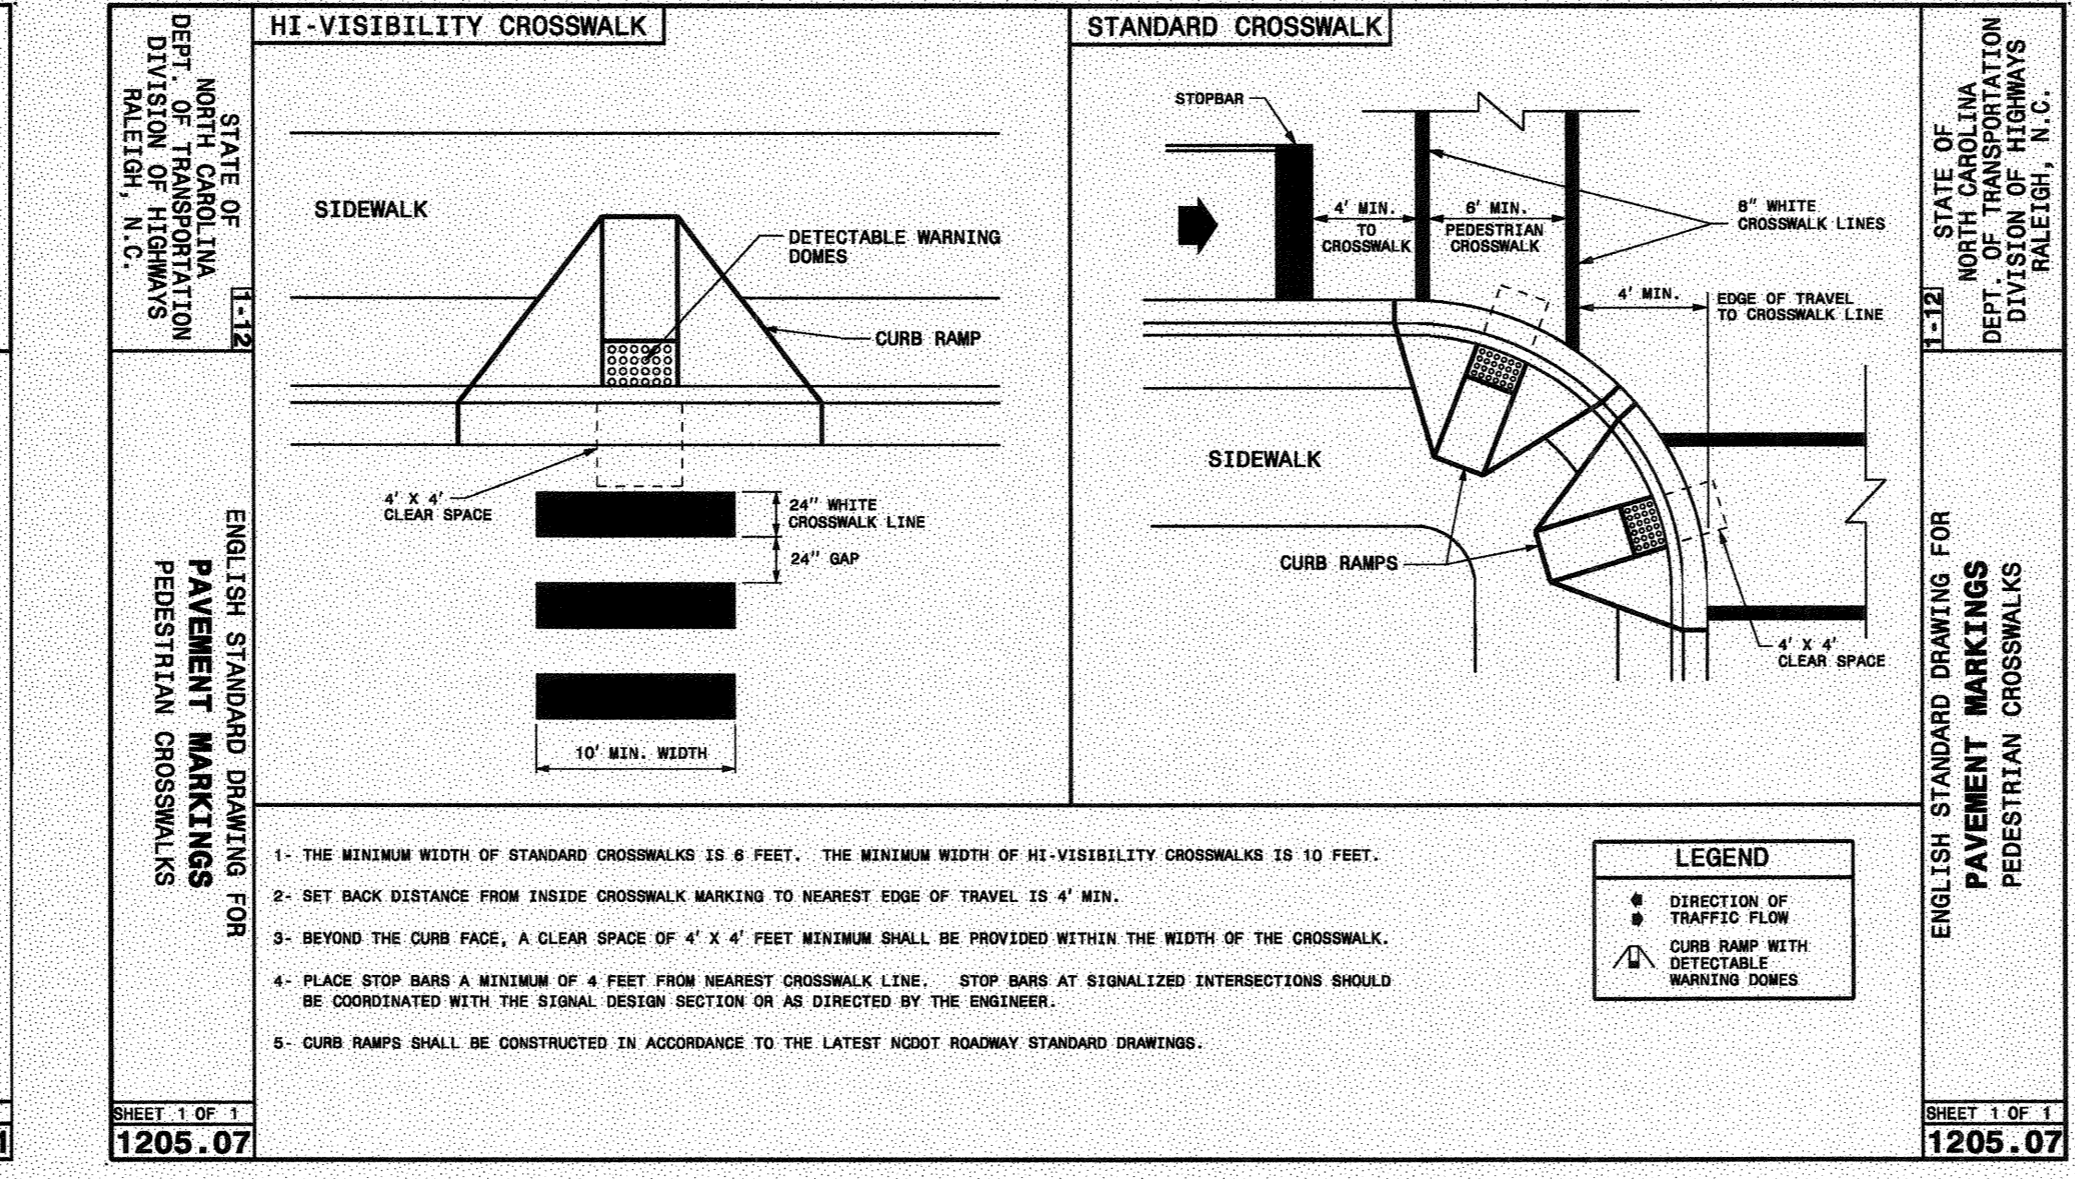 STATE OF
NORTH CAROLINA
DEPT. OF TRANSPORTATION
DIVISION OF HIGHWAYS
RALEIGH, N.C.
1-12
ENGLISH STANDARD DRAWING FOR
PAVEMENT MARKINGS
PEDESTRIAN CROSSWALKS
SHEET 1 OF 1
1205.07
HI-VISIBILITY CROSSWALK
SIDEWALK
DETECTABLE WARNING
DOMES
CURB RAMP
4' X 4'
CLEAR SPACE
24" WHITE
CROSSWALK LINE
24" GAP
10' MIN. WIDTH
STANDARD CROSSWALK
STOPBAR
4' MIN.
TO
CROSSWALK
6' MIN.
PEDESTRIAN
CROSSWALK
8" WHITE
CROSSWALK LINES
4' MIN.
EDGE OF TRAVEL
TO CROSSWALK LINE
SIDEWALK
CURB RAMPS
4' X 4'
CLEAR SPACE
1- THE MINIMUM WIDTH OF STANDARD CROSSWALKS IS 6 FEET. THE MINIMUM WIDTH OF HI-VISIBILITY CROSSWALKS IS 10 FEET.
2- SET BACK DISTANCE FROM INSIDE CROSSWALK MARKING TO NEAREST EDGE OF TRAVEL IS 4' MIN.
3- BEYOND THE CURB FACE, A CLEAR SPACE OF 4' X 4' FEET MINIMUM SHALL BE PROVIDED WITHIN THE WIDTH OF THE CROSSWALK.
4- PLACE STOP BARS A MINIMUM OF 4 FEET FROM NEAREST CROSSWALK LINE. STOP BARS AT SIGNALIZED INTERSECTIONS SHOULD
BE COORDINATED WITH THE SIGNAL DESIGN SECTION OR AS DIRECTED BY THE ENGINEER.
5- CURB RAMPS SHALL BE CONSTRUCTED IN ACCORDANCE TO THE LATEST NCDOT ROADWAY STANDARD DRAWINGS.
LEGEND
DIRECTION OF
TRAFFIC FLOW
CURB RAMP WITH
DETECTABLE
WARNING DOMES
STATE OF
NORTH CAROLINA
DEPT. OF TRANSPORTATION
DIVISION OF HIGHWAYS
RALEIGH, N.C.
1-12
ENGLISH STANDARD DRAWING FOR
PAVEMENT MARKINGS
PEDESTRIAN CROSSWALKS
SHEET 1 OF 1
1205.07